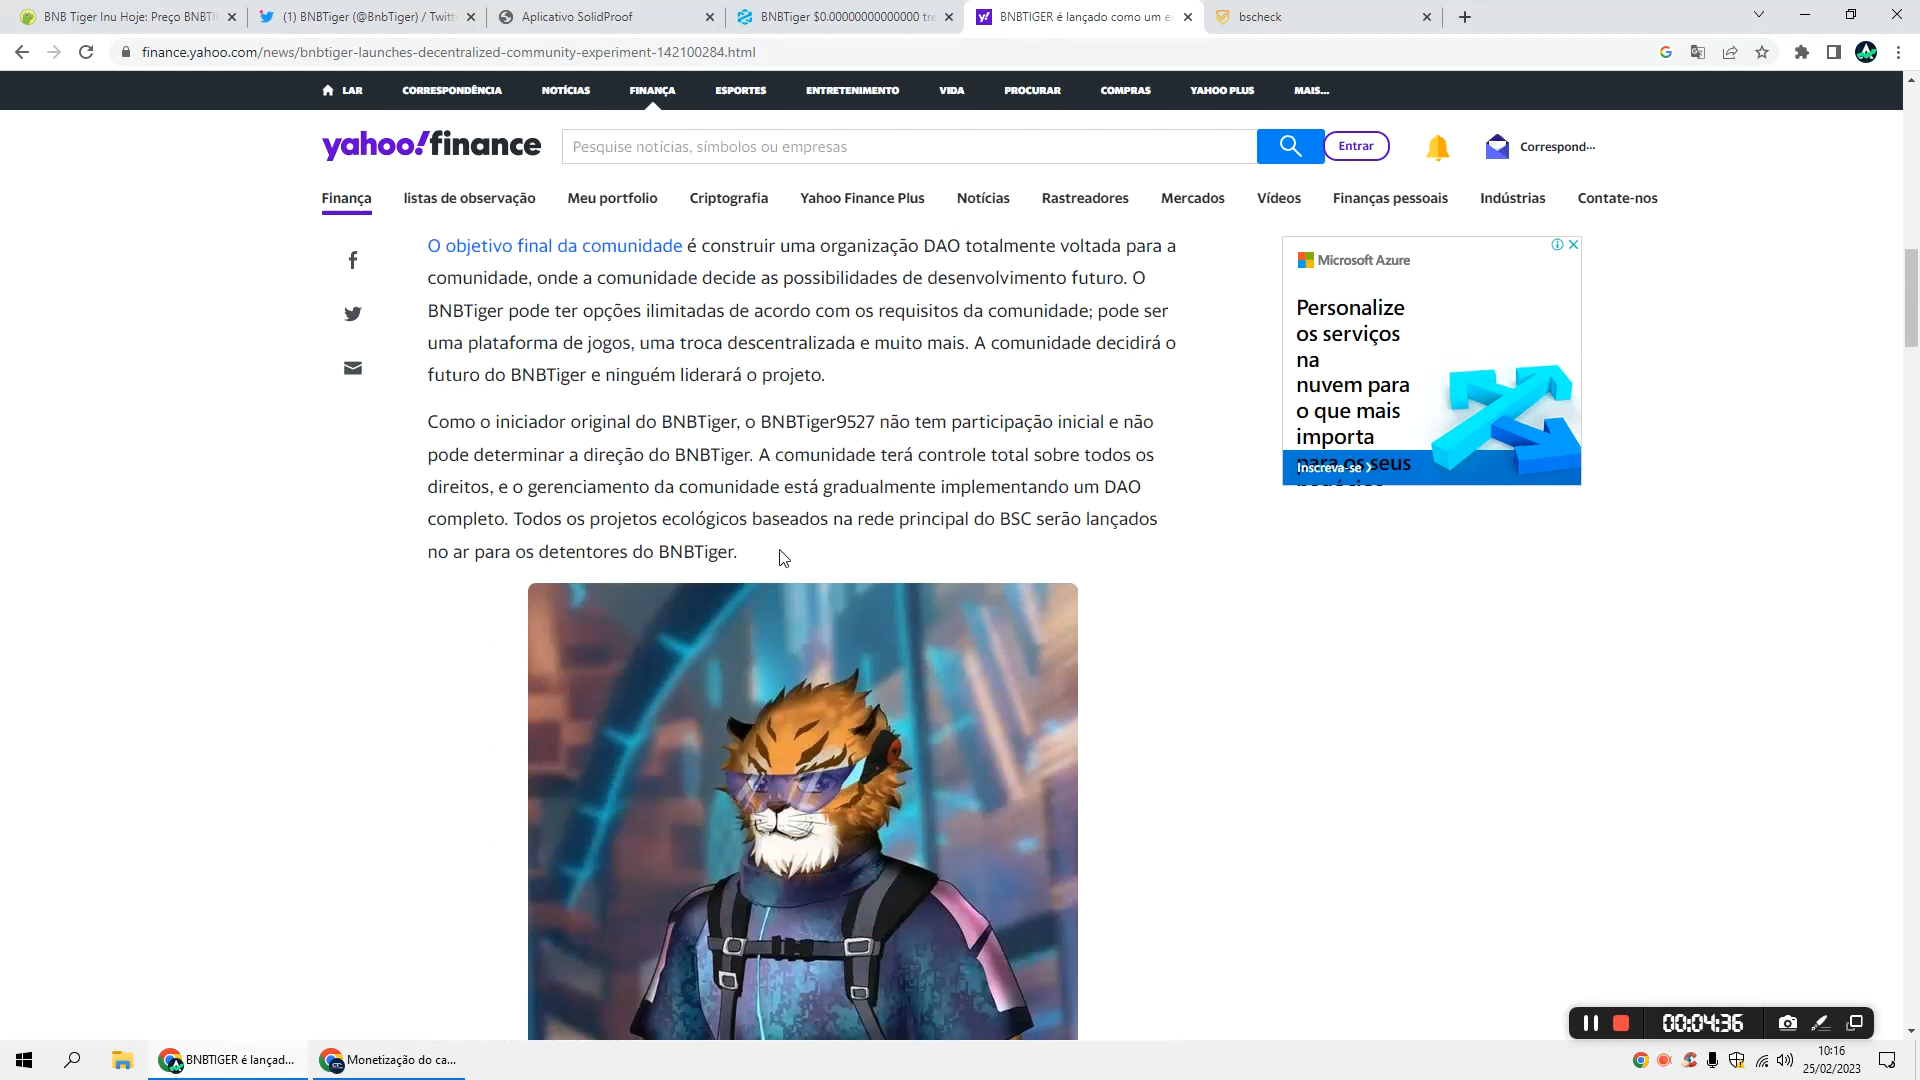 BNB Tiger Inu Hoje: Preço BNBTI
(1) BNBTiger (@BnbTiger) / Twitt
Aplicativo SolidProof
BNBTiger $0.00000000000000 tre
BNBTIGER é lançado como um ex
bscheck
finance.yahoo.com/news/bnbtiger-launches-decentralized-community-experiment-142100284.html
LAR
CORRESPONDÊNCIA
NOTÍCIAS
FINANÇA
ESPORTES
ENTRETENIMENTO
VIDA
PROCURAR
COMPRAS
YAHOO PLUS
MAIS...
yahoo!finance
Pesquise notícias, símbolos ou empresas
Entrar
Correspond...
Finança
listas de observação
Meu portfolio
Criptografia
Yahoo Finance Plus
Notícias
Rastreadores
Mercados
Vídeos
Finanças pessoais
Indústrias
Contate-nos
O objetivo final da comunidade é construir uma organização DAO totalmente voltada para a
comunidade, onde a comunidade decide as possibilidades de desenvolvimento futuro. O
BNBTiger pode ter opções ilimitadas de acordo com os requisitos da comunidade; pode ser
uma plataforma de jogos, uma troca descentralizada e muito mais. A comunidade decidirá o
futuro do BNBTiger e ninguém liderará o projeto.
Como o iniciador original do BNBTiger, o BNBTiger9527 não tem participação inicial e não
pode determinar a direção do BNBTiger. A comunidade terá controle total sobre todos os
direitos, e o gerenciamento da comunidade está gradualmente implementando um DAO
completo. Todos os projetos ecológicos baseados na rede principal do BSC serão lançados
no ar para os detentores do BNBTiger.
Microsoft Azure
Personalize
os serviços
na
nuvem para
o que mais
importa
para os seus
Inscreva-se
00:04:36
BNBTIGER é lançad...
Monetização do ca...
10:16
25/02/2023